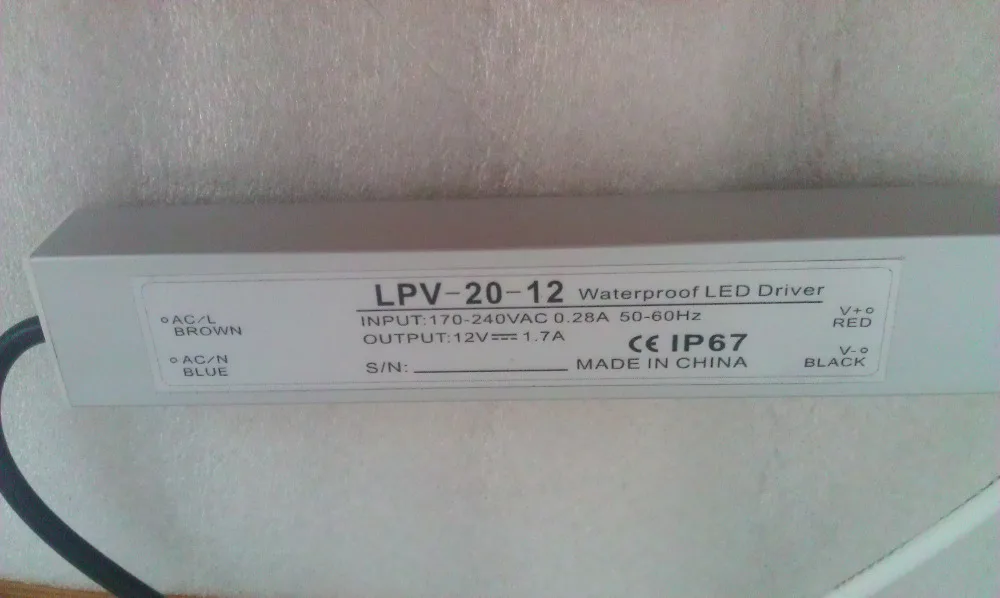 LPV-20-12 Waterproof LED Driver
INPUT:170-240VAC 0.28A 50-60Hz
OUTPUT:12V⎓1.7A
CE IP67
S/N:
MADE IN CHINA
AC/L
BROWN
AC/N
BLUE
V+
RED
V-
BLACK